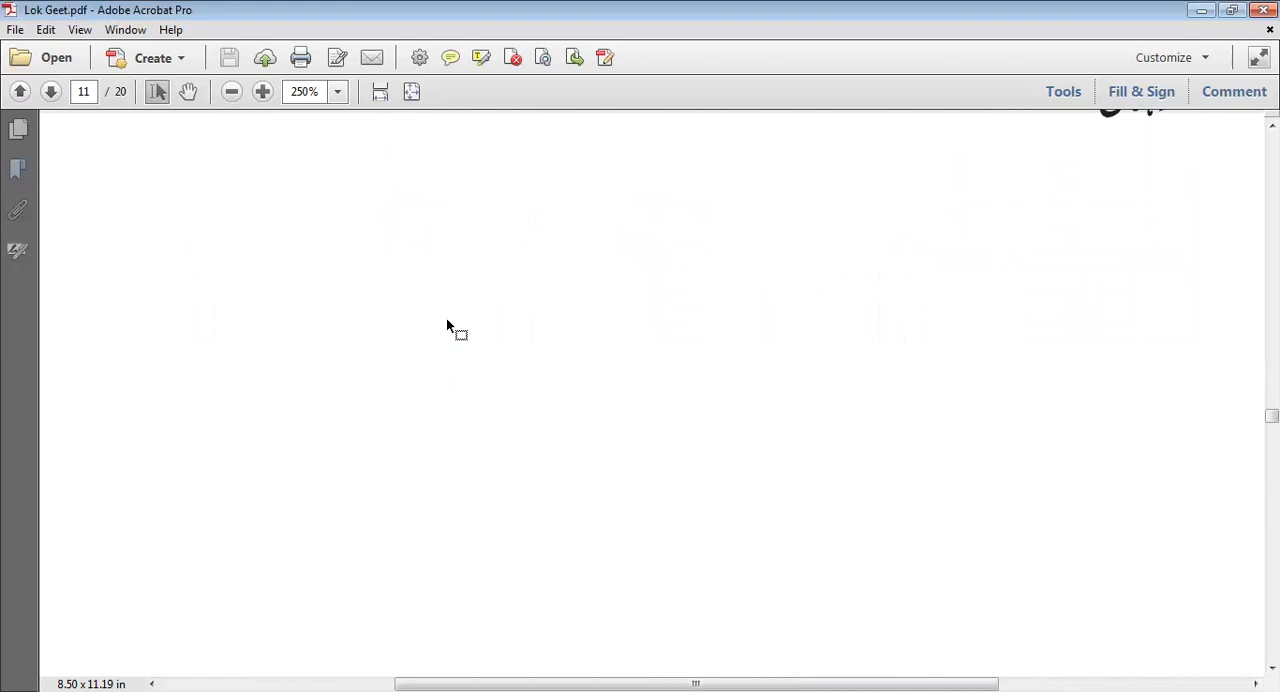 Lok Geet.pdf - Adobe Acrobat Pro
File Edit View Window Help
Open Create Customize
11 / 20 250% Tools Fill & Sign Comment
8.50 x 11.19 in